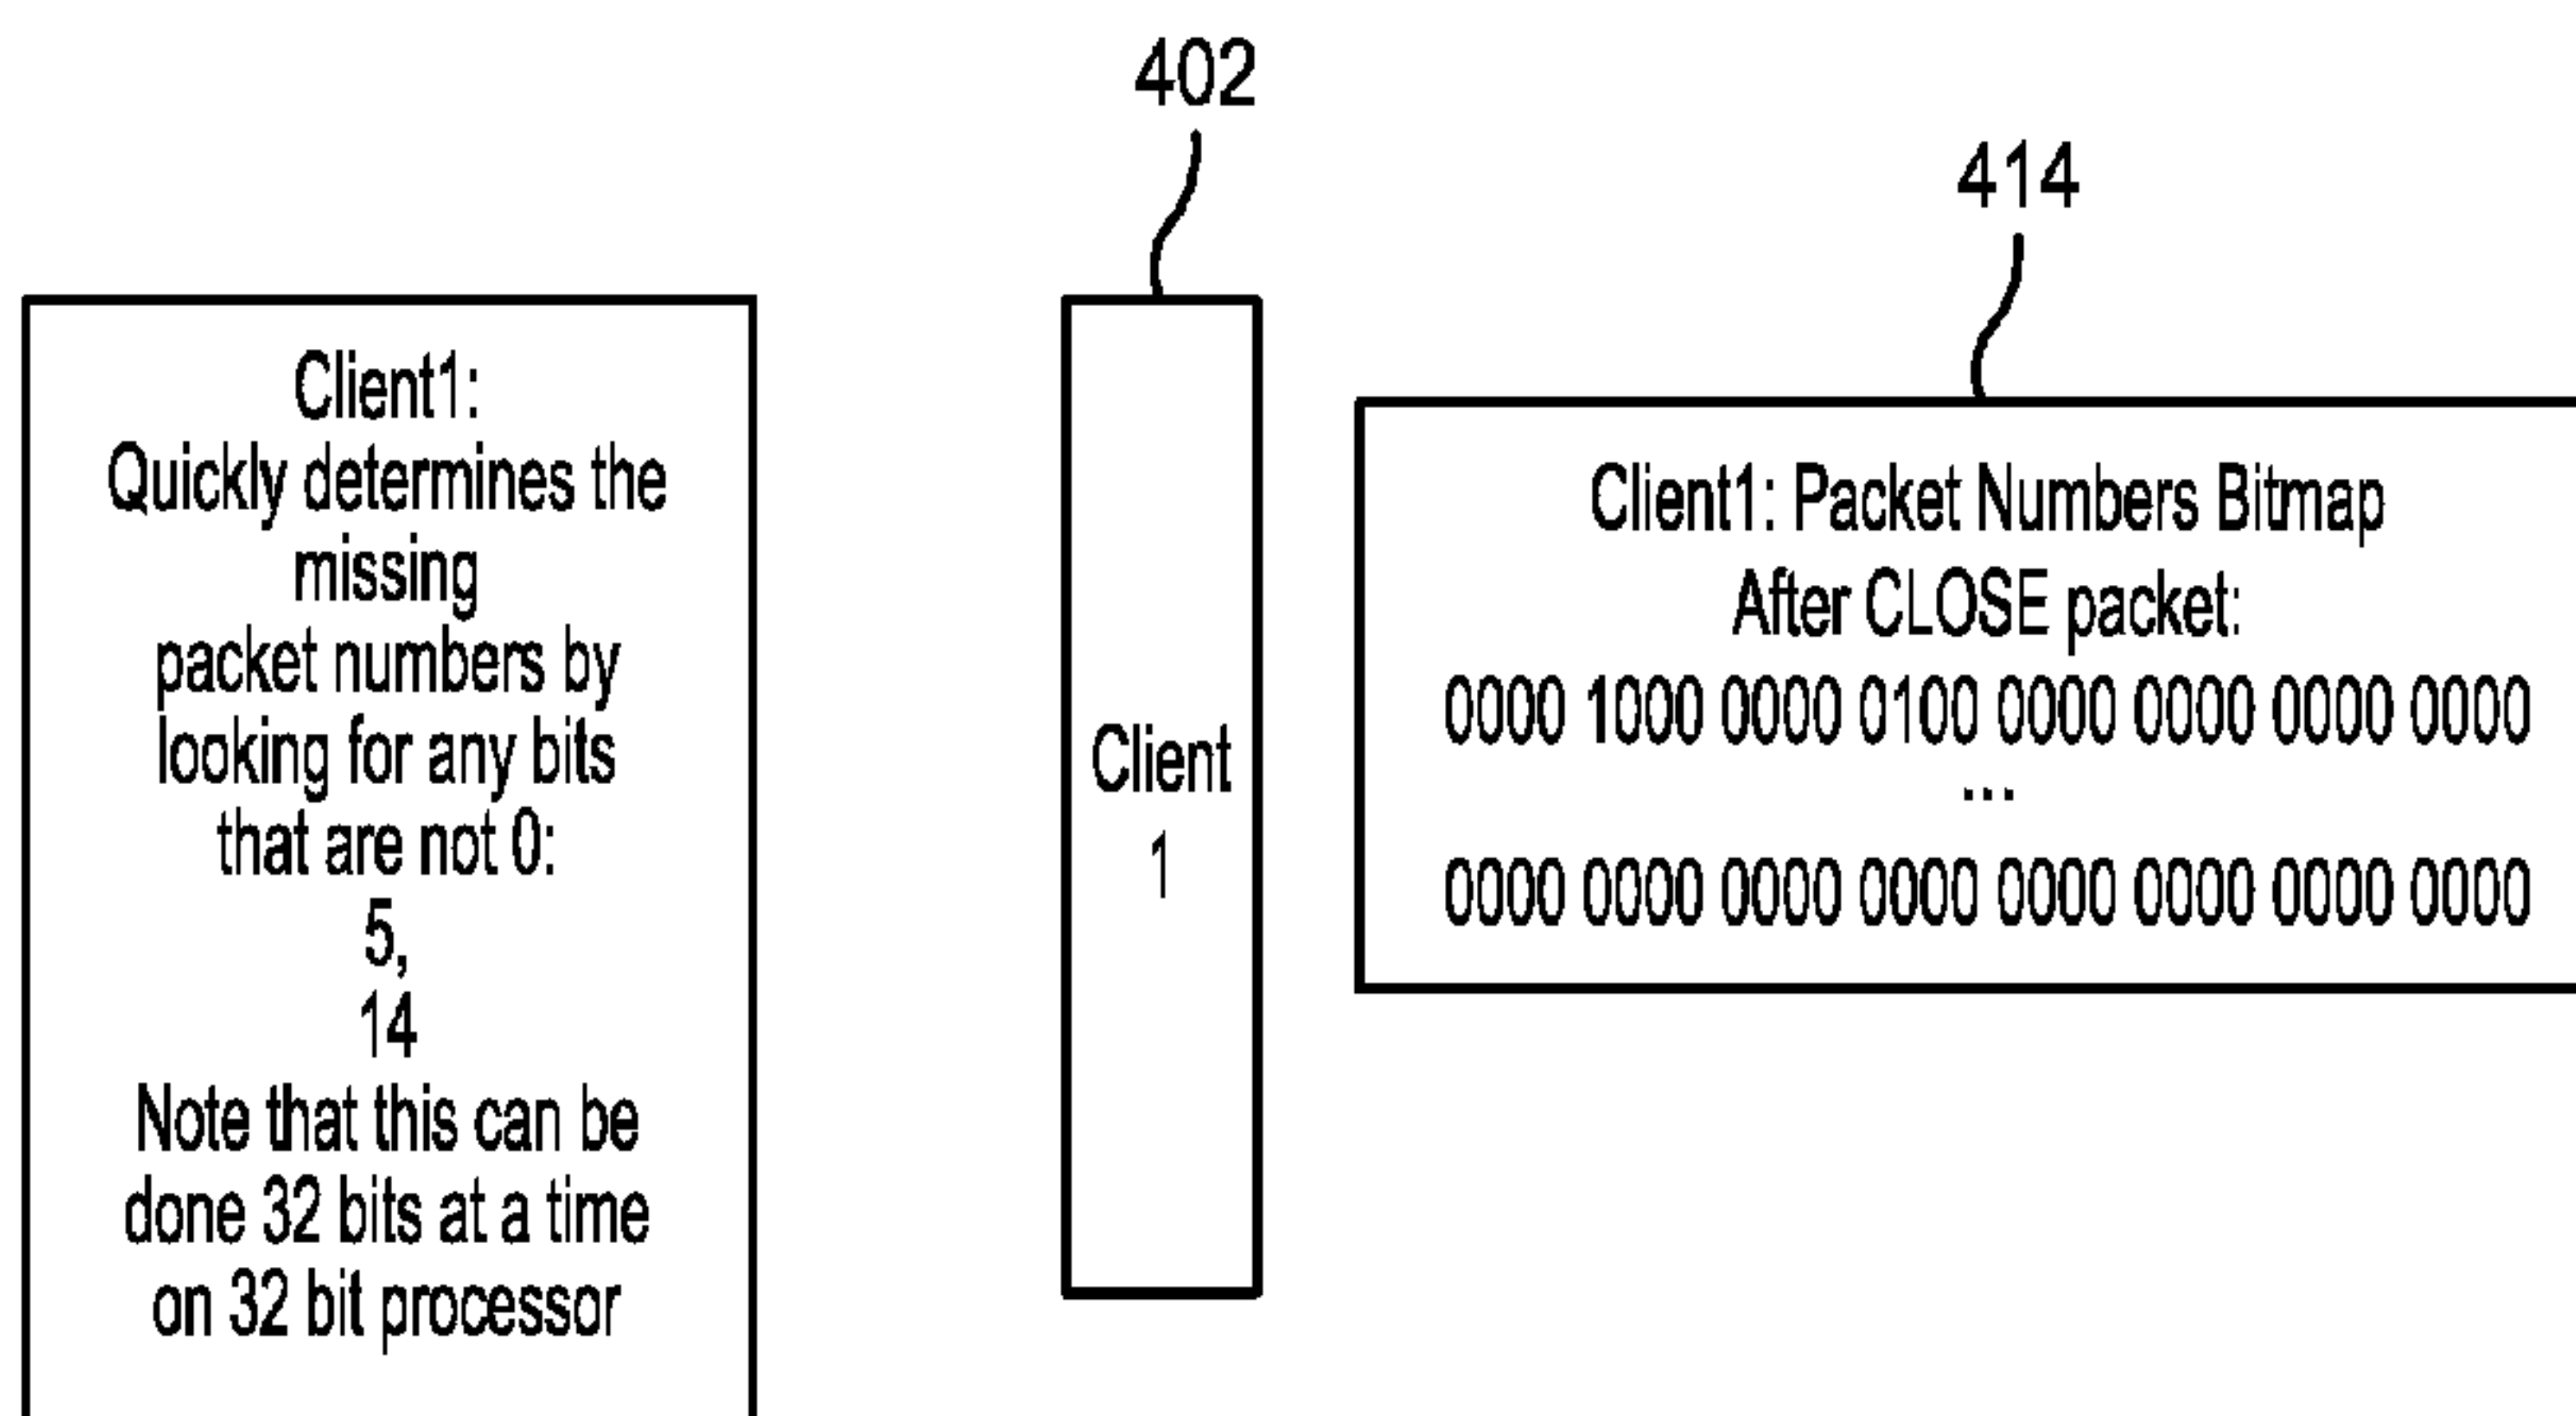 402
414
Client1:
Quickly determines the
missing
packet numbers by
looking for any bits
that are not 0:
5,
14
Note that this can be
done 32 bits at a time
on 32 bit processor
Client
1
Client1: Packet Numbers Bitmap
After CLOSE packet:
0000 1000 0000 0100 0000 0000 0000 0000
...
0000 0000 0000 0000 0000 0000 0000 0000